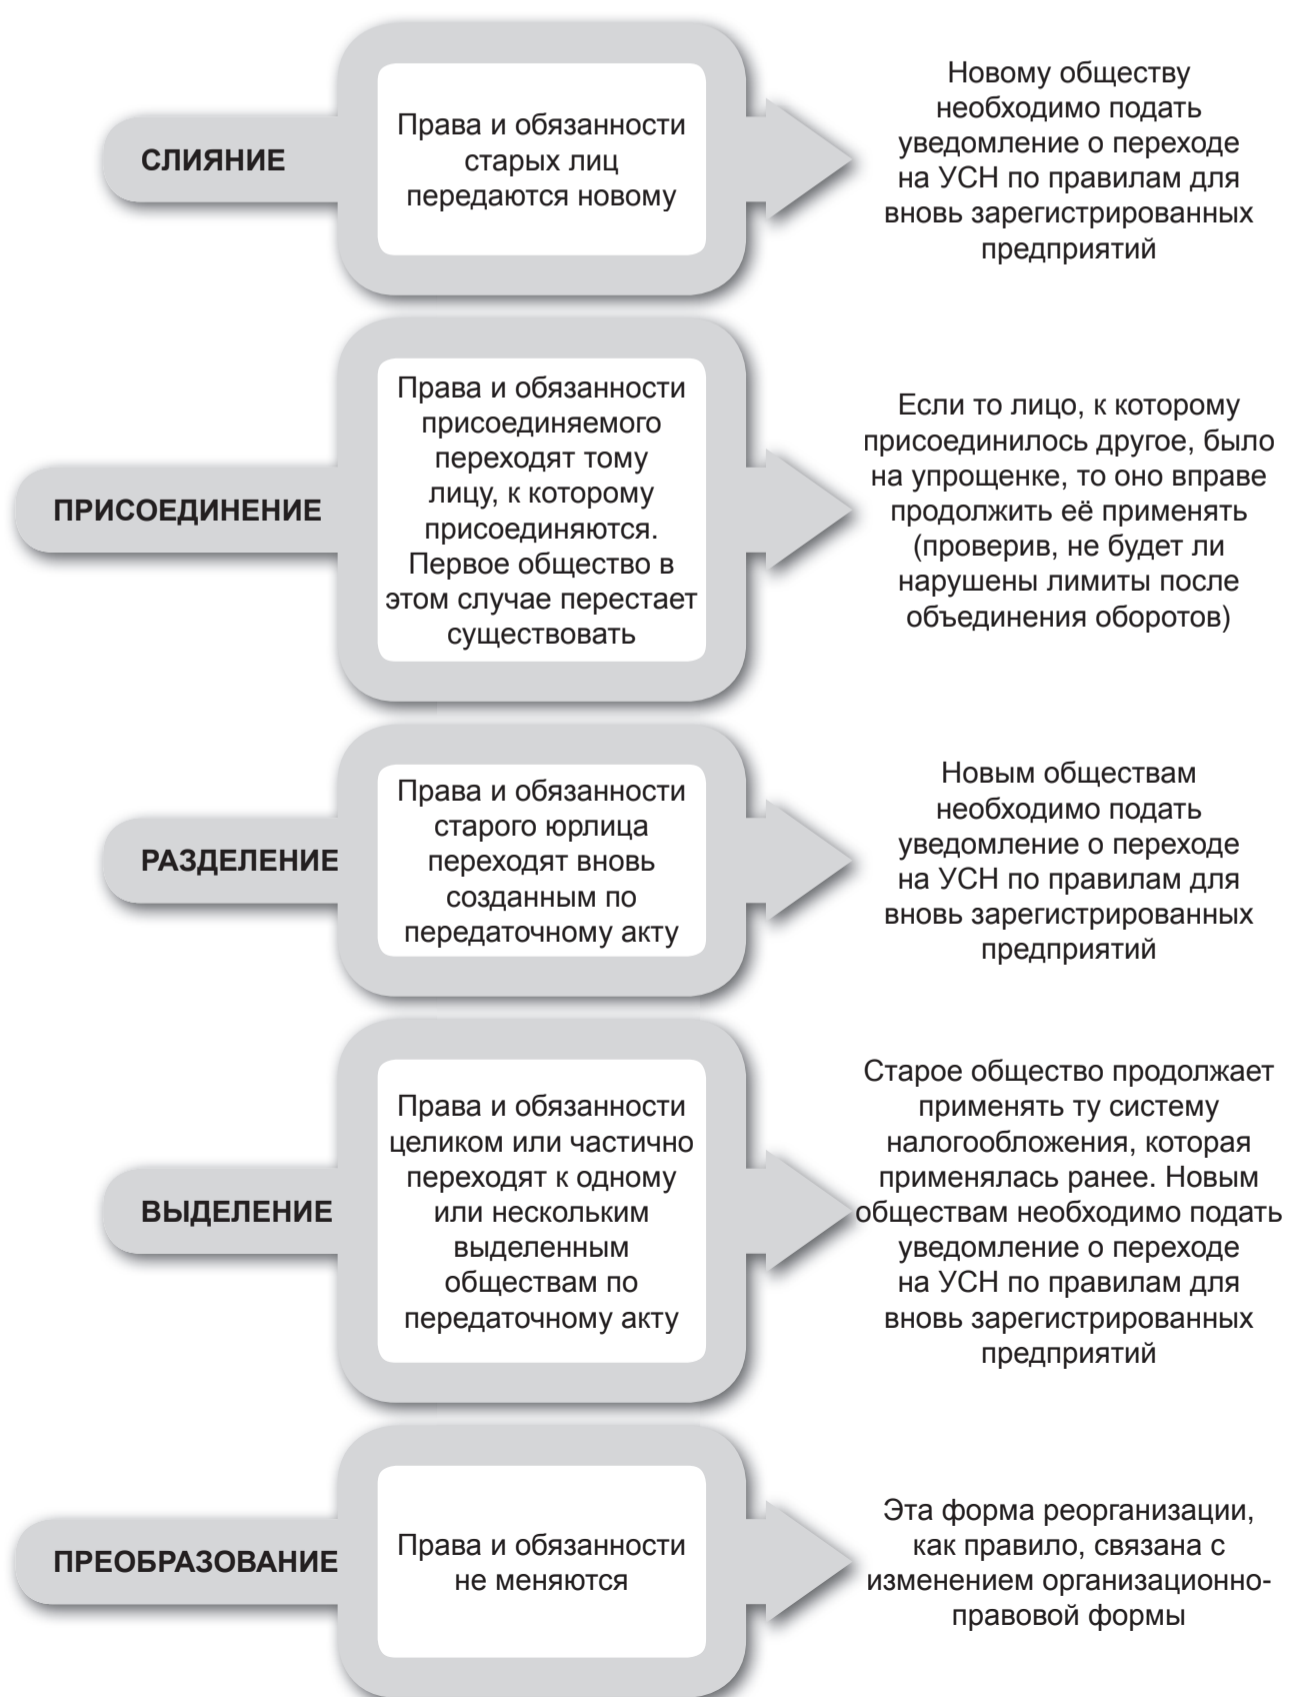 СЛИЯНИЕ
Права и обязанности
старых лиц
передаются новому
Новому обществу
необходимо подать
уведомление о переходе
на УСН по правилам для
вновь зарегистрированных
предприятий
ПРИСОЕДИНЕНИЕ
Права и обязанности
присоединяемого
переходят тому
лицу, к которому
присоединяются.
Первое общество в
этом случае перестает
существовать
Если то лицо, к которому
присоединилось другое, было
на упрощенке, то оно вправе
продолжить её применять
(проверив, не будет ли
нарушены лимиты после
объединения оборотов)
РАЗДЕЛЕНИЕ
Права и обязанности
старого юрлица
переходят вновь
созданным по
передаточному акту
Новым обществам
необходимо подать
уведомление о переходе
на УСН по правилам для
вновь зарегистрированных
предприятий
ВЫДЕЛЕНИЕ
Права и обязанности
целиком или частично
переходят к одному
или нескольким
выделенным
обществам по
передаточному акту
Старое общество продолжает
применять ту систему
налогообложения, которая
применялась ранее. Новым
обществам необходимо подать
уведомление о переходе
на УСН по правилам для
вновь зарегистрированных
предприятий
ПРЕОБРАЗОВАНИЕ
Права и обязанности
не меняются
Эта форма реорганизации,
как правило, связана с
изменением организационно-
правовой формы